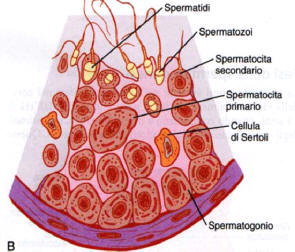 Spermatidi
Spermatozoi
Spermatocita
secondario
Spermatocita
primario
Cellula
di Sertoli
Spermatogonio
B